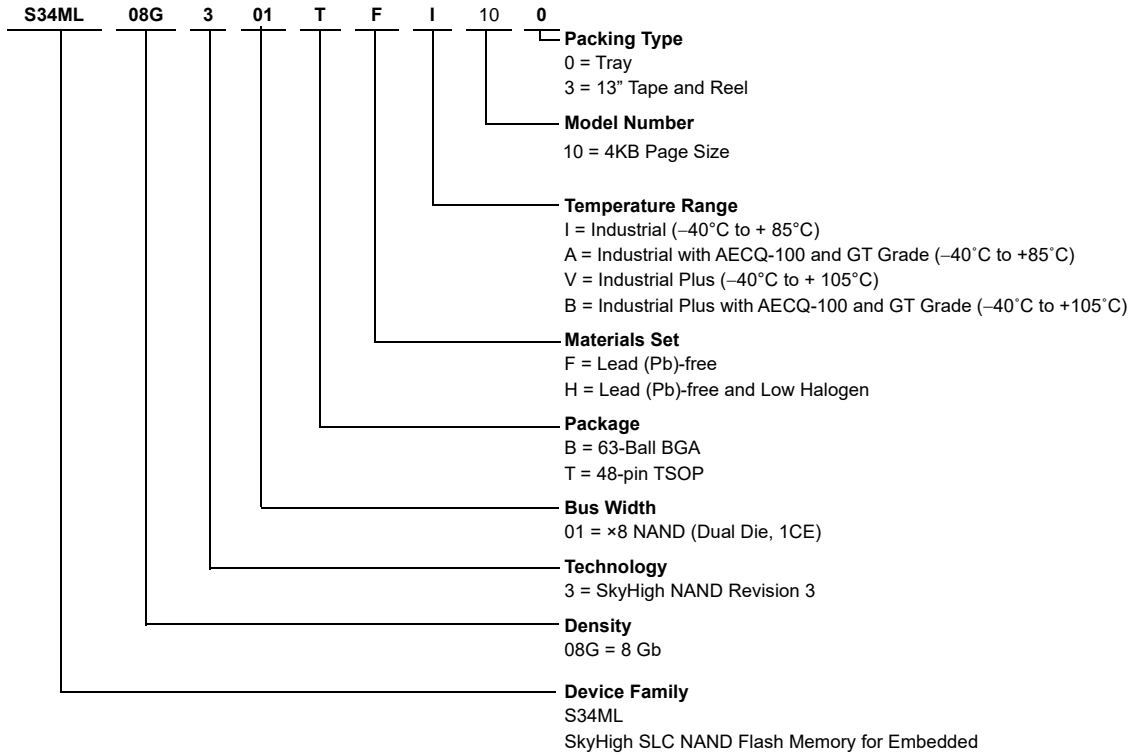 S34ML 08G 3 01 T F I 10 0
Packing Type
0 = Tray
3 = 13” Tape and Reel
Model Number
10 = 4KB Page Size
Temperature Range
I = Industrial (–40°C to + 85°C)
A = Industrial with AECQ-100 and GT Grade (–40˚C to +85˚C)
V = Industrial Plus (–40°C to + 105°C)
B = Industrial Plus with AECQ-100 and GT Grade (–40˚C to +105˚C)
Materials Set
F = Lead (Pb)-free
H = Lead (Pb)-free and Low Halogen
Package
B = 63-Ball BGA
T = 48-pin TSOP
Bus Width
01 = ×8 NAND (Dual Die, 1CE)
Technology
3 = SkyHigh NAND Revision 3
Density
08G = 8 Gb
Device Family
S34ML
SkyHigh SLC NAND Flash Memory for Embedded